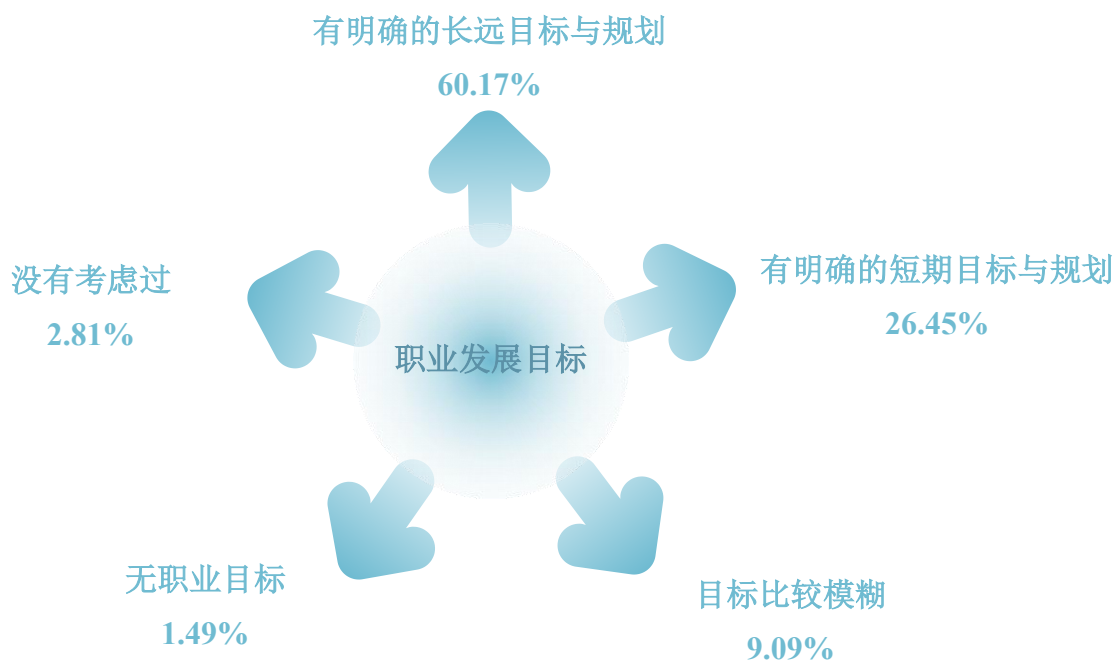 有明确的长远目标与规划
60.17%
有明确的短期目标与规划
26.45%
没有考虑过
2.81%
职业发展目标
无职业目标
1.49%
目标比较模糊
9.09%